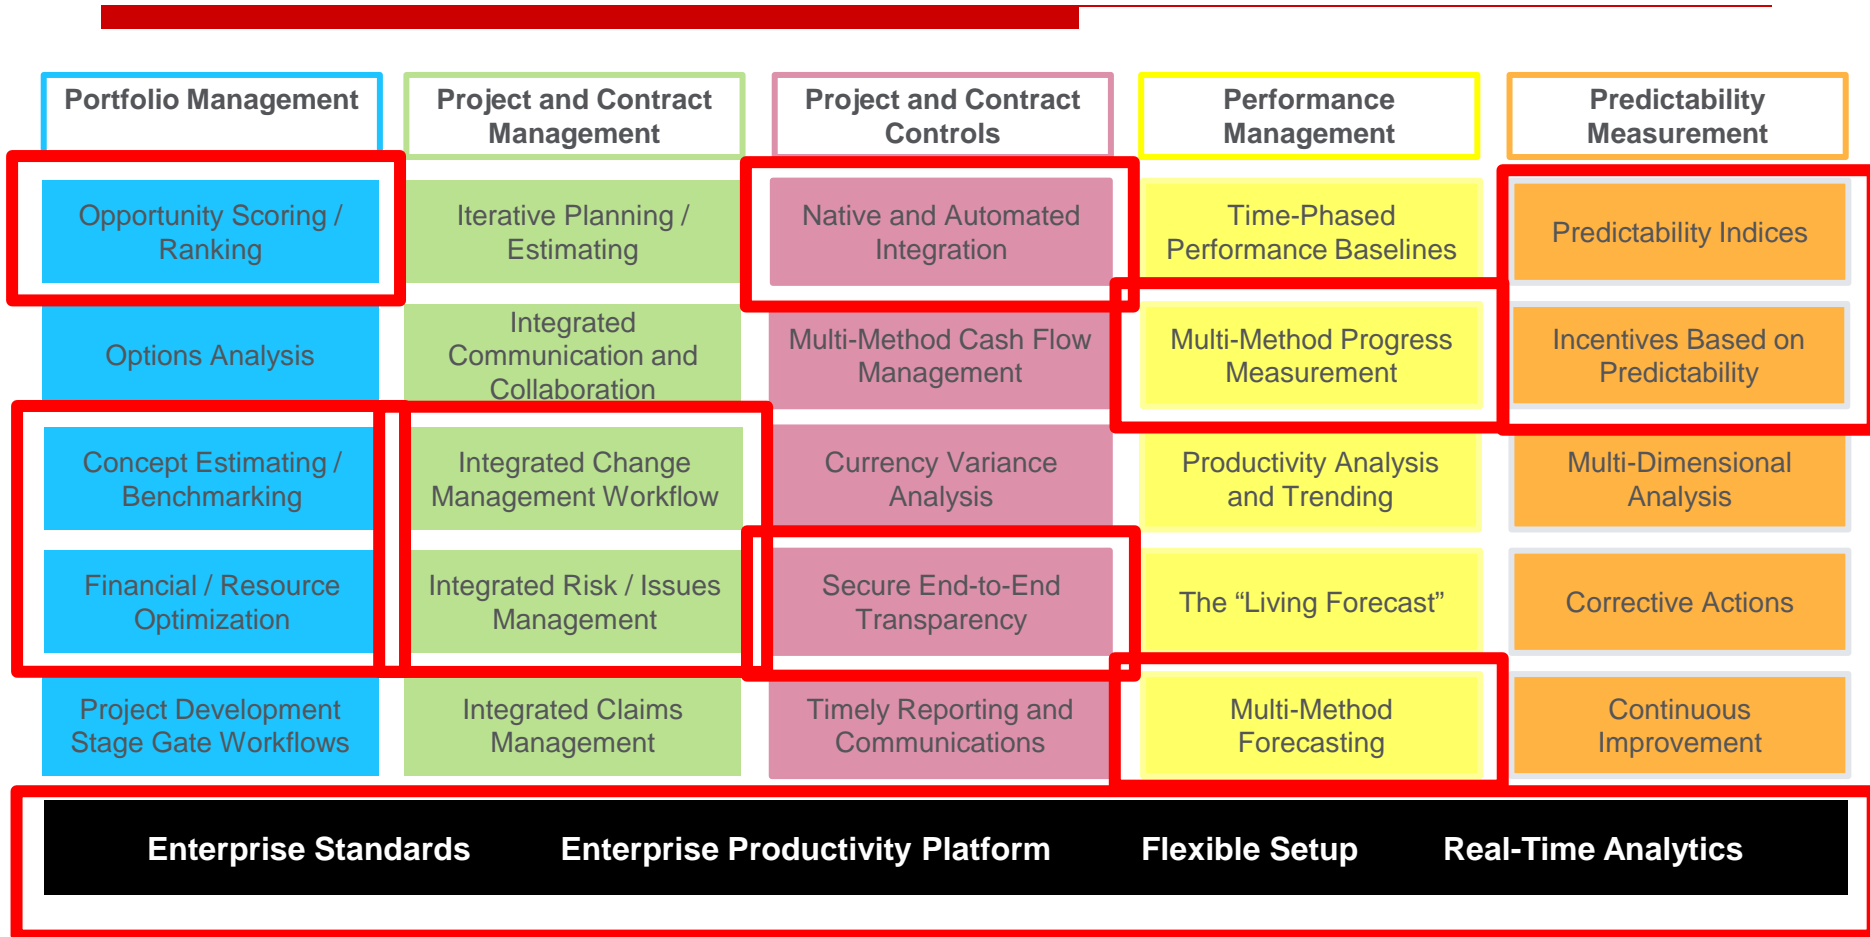 Portfolio Management
Project and Contract
Management
Project and Contract
Controls
Performance
Management
Predictability
Measurement
Opportunity Scoring /
Ranking
Iterative Planning /
Estimating
Native and Automated
Integration
Time-Phased
Performance Baselines
Predictability Indices
Options Analysis
Integrated
Communication and
Collaboration
Multi-Method Cash Flow
Management
Multi-Method Progress
Measurement
Incentives Based on
Predictability
Concept Estimating /
Benchmarking
Integrated Change
Management Workflow
Currency Variance
Analysis
Productivity Analysis
and Trending
Multi-Dimensional
Analysis
Financial / Resource
Optimization
Integrated Risk / Issues
Management
Secure End-to-End
Transparency
The “Living Forecast”
Corrective Actions
Project Development
Stage Gate Workflows
Integrated Claims
Management
Timely Reporting and
Communications
Multi-Method
Forecasting
Continuous
Improvement
Enterprise Standards Enterprise Productivity Platform Flexible Setup Real-Time Analytics